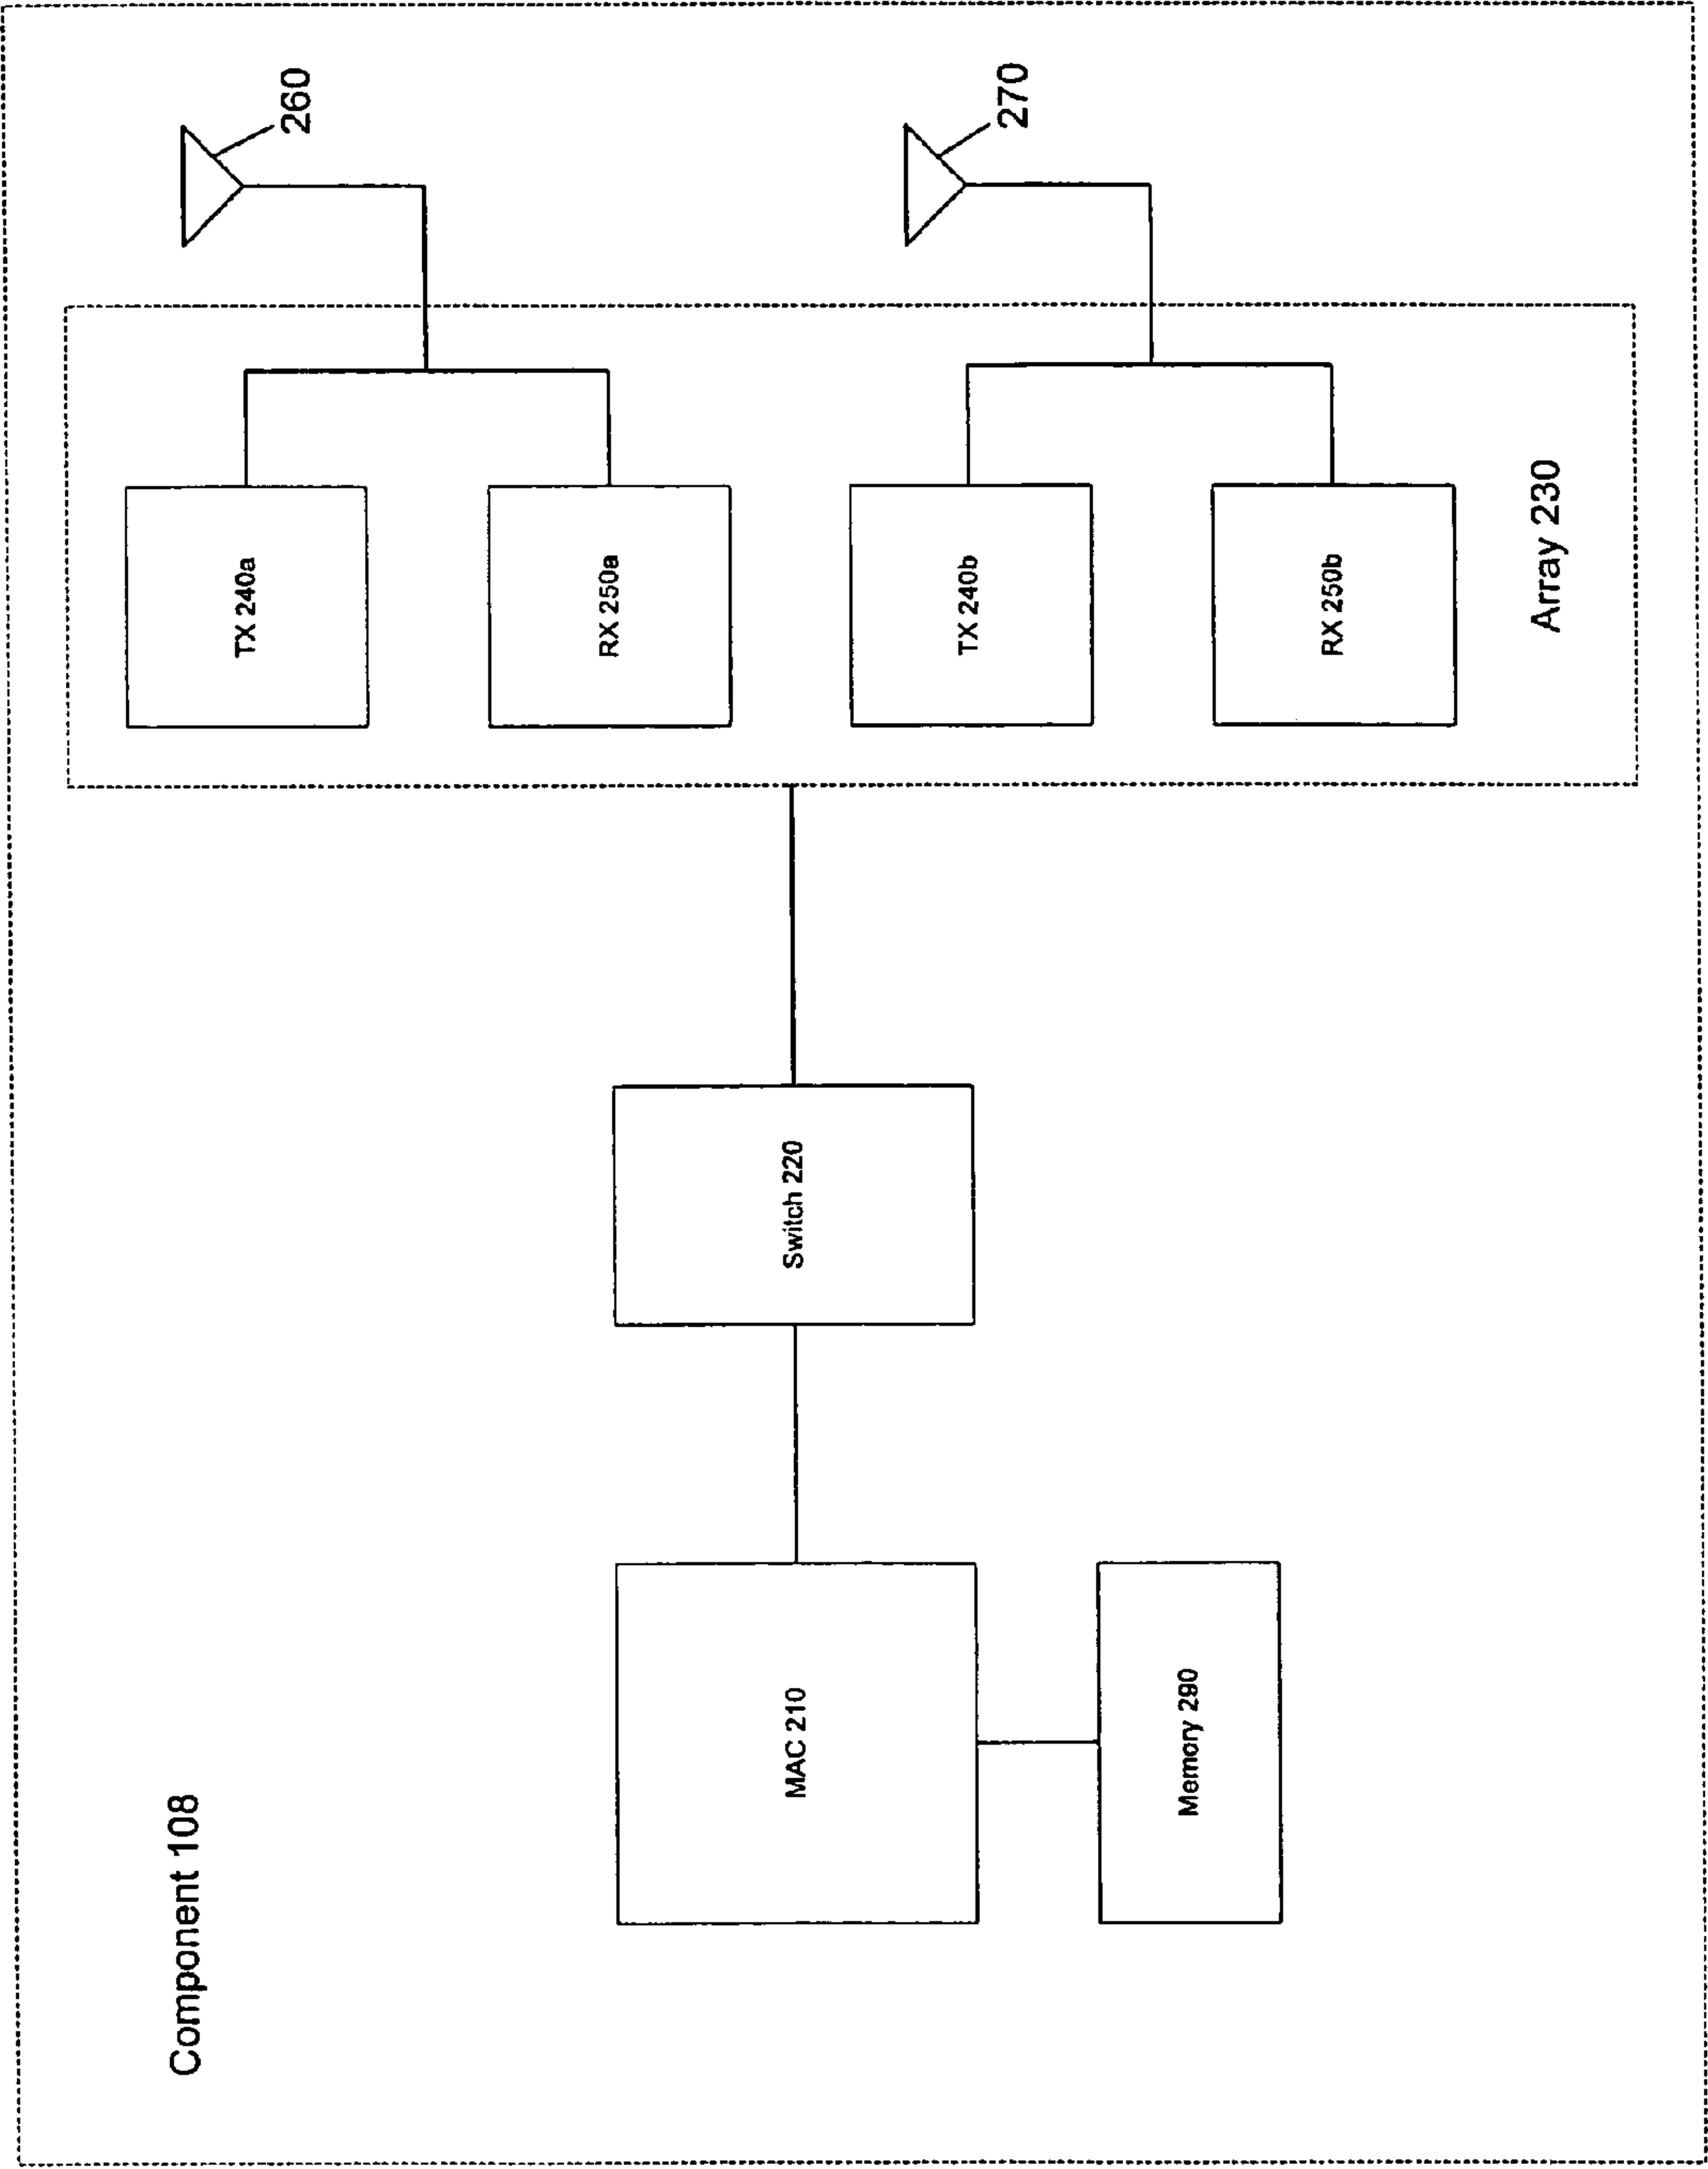 Component 108
MAC 210
Memory 290
Switch 220
TX 240a
RX 250a
TX 240b
RX 250b
Array 230
260
270